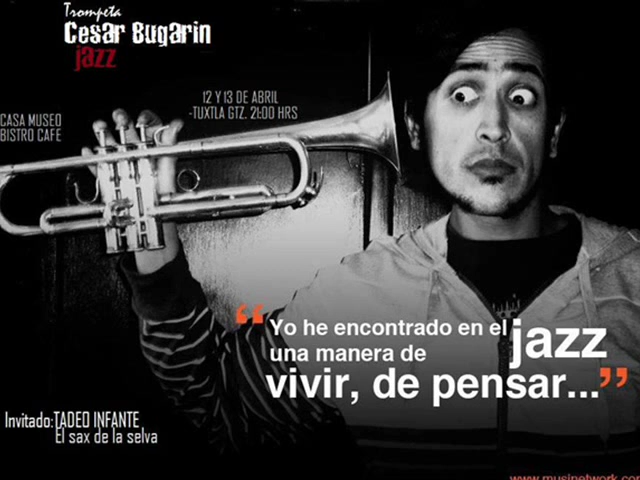 Trompeta
Cesar Bugarin
jazz
12 Y 13 DE ABRIL
-TUXTLA GTZ. 21:00 HRS
CASA MUSEO
BISTRO CAFE
“Yo he encontrado en el jazz
una manera de
vivir, de pensar...”
Invitado:TADEO INFANTE
El sax de la selva
www.musinetwork.com